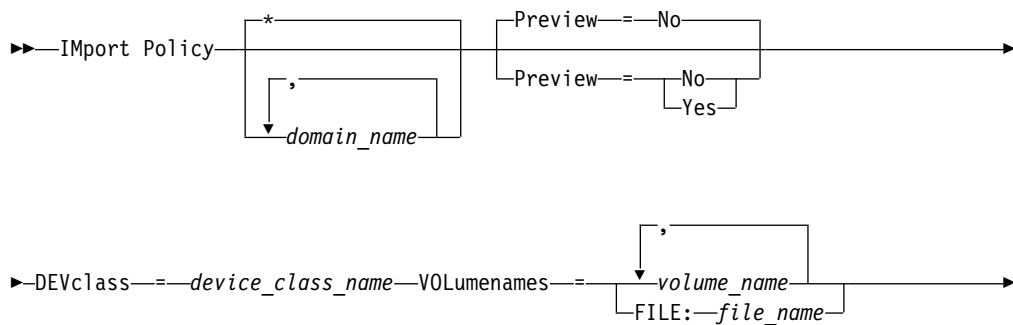 * Preview = No
IMport Policy
, Preview = No
Yes
domain_name
,
DEVclass = device_class_name VOLumenames = volume_name
FILE: file_name